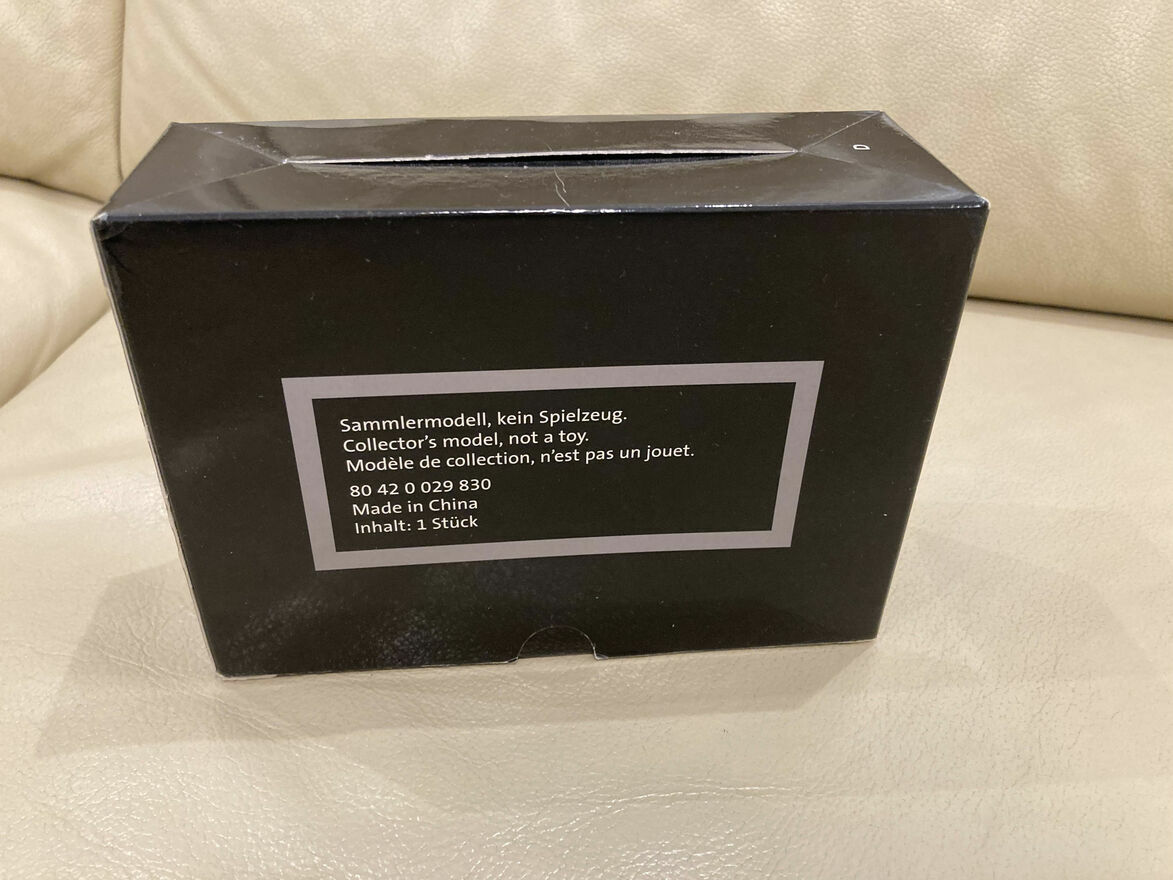 D
Sammlermodell, kein Spielzeug.
Collector's model, not a toy.
Modèle de collection, n'est pas un jouet.
80 42 0 029 830
Made in China
Inhalt: 1 Stück